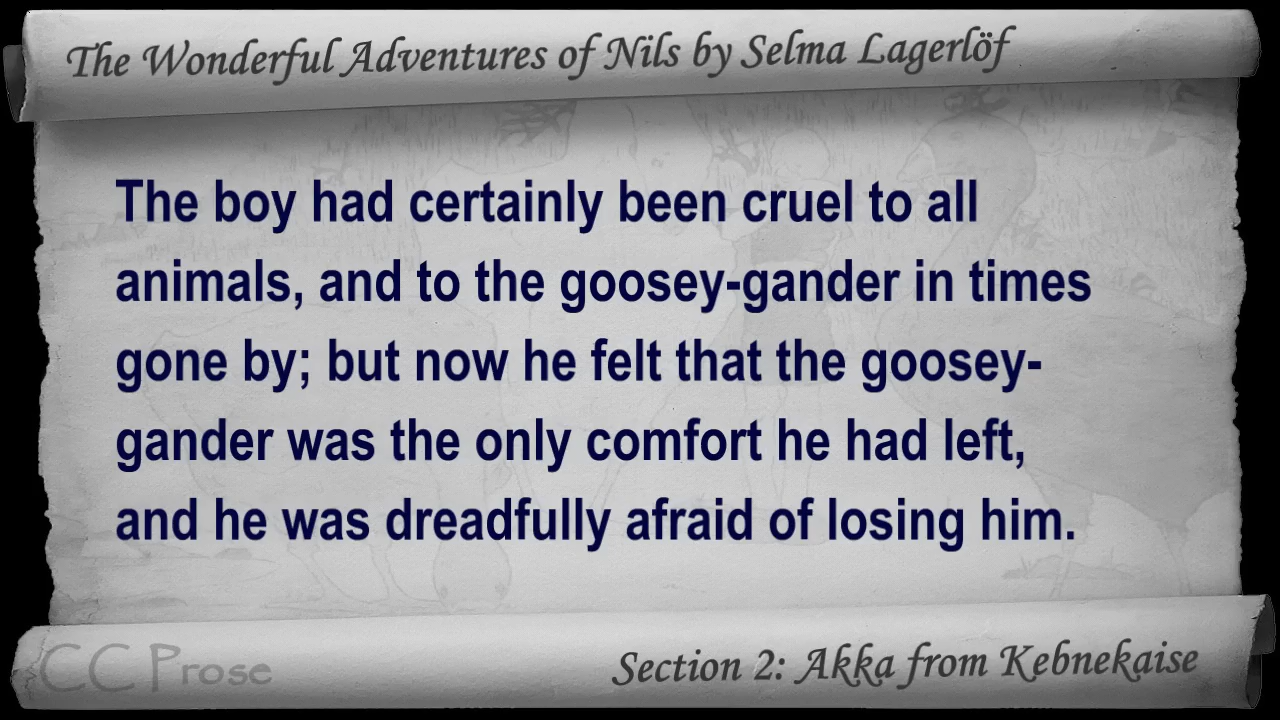 The Wonderful Adventures of Nils by Selma Lagerlöf
The boy had certainly been cruel to all
animals, and to the goosey-gander in times
gone by; but now he felt that the goosey-
gander was the only comfort he had left,
and he was dreadfully afraid of losing him.
CC Prose
Section 2: Akka from Kebnekaise